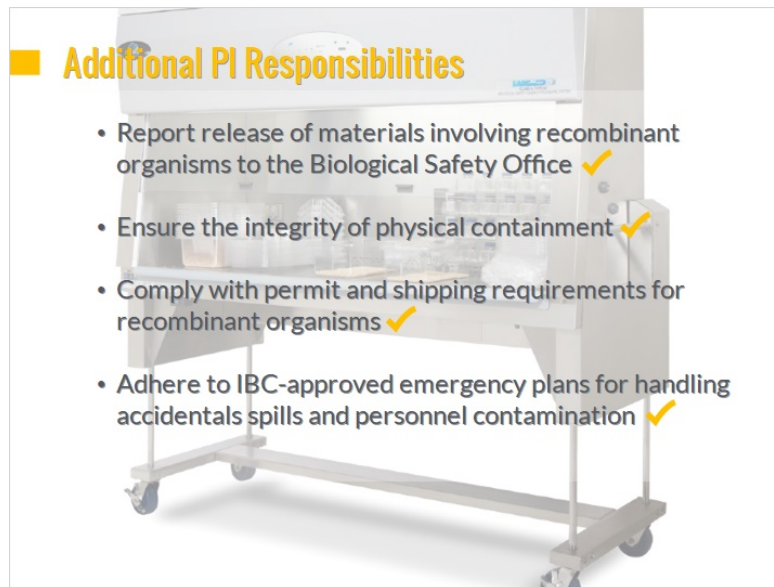 Additional PI Responsibilities
• Report release of materials involving recombinant
organisms to the Biological Safety Office
• Ensure the integrity of physical containment
• Comply with permit and shipping requirements for
recombinant organisms
• Adhere to IBC-approved emergency plans for handling
accidentals spills and personnel contamination